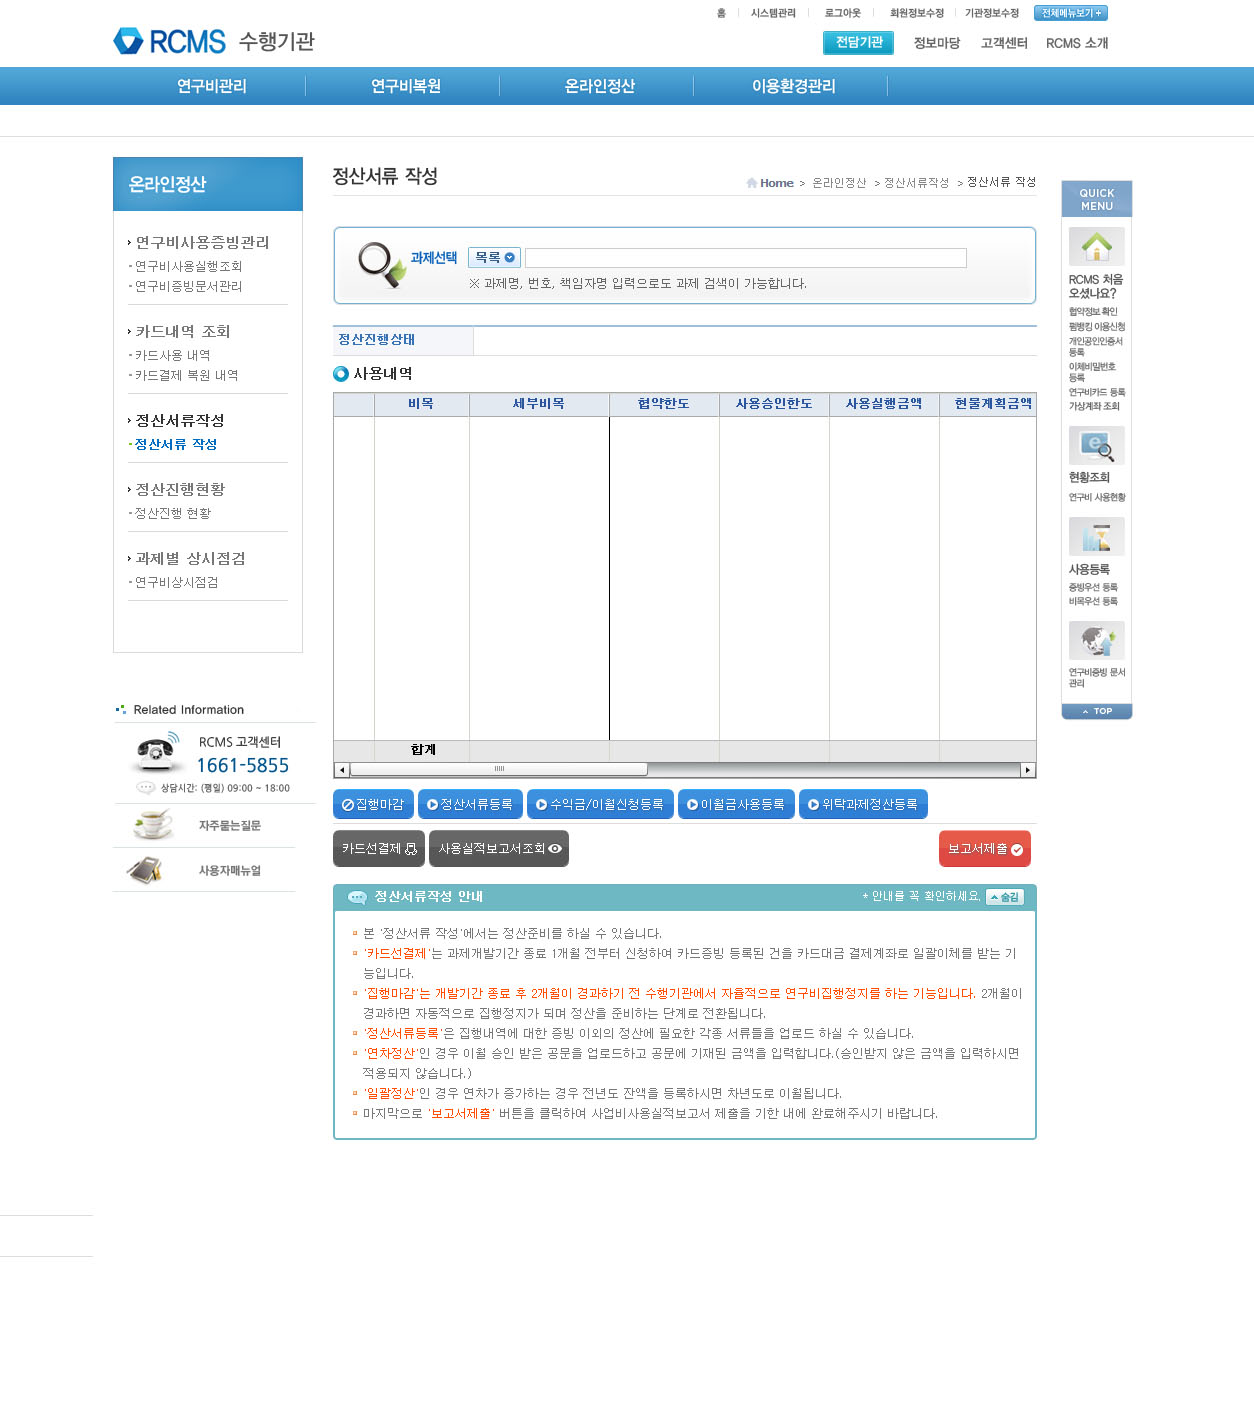 홈 시스템관리 로그아웃 회원정보수정 기관정보수정 전체메뉴보기 +
RCMS 수행기관 전담기관 정보마당 고객센터 RCMS 소개
연구비관리 연구비복원 온라인정산 이용환경관리
온라인정산
연구비사용증빙관리
-연구비사용실행조회
-연구비증빙문서관리
카드내역 조회
-카드사용 내역
-카드결제 복원 내역
정산서류작성
-정산서류 작성
정산진행현황
-정산진행 현황
과제별 상시점검
-연구비상시점검
Related Information
RCMS 고객센터
1661-5855
상담시간: (평일) 09:00 ~ 18:00
자주묻는질문
사용자매뉴얼
정산서류 작성
Home > 온라인정산 > 정산서류작성 > 정산서류 작성
과제선택 목록
※ 과제명, 번호, 책임자명 입력으로도 과제 검색이 가능합니다.
정산진행상태
사용내역
비목 세부비목 협약한도 사용승인한도 사용실행금액 현물계획금액
합계
집행마감 정산서류등록 수익금/이월신청등록 이월금사용등록 위탁과제정산등록
카드선결제 사용실적보고서조회 보고서제출
정산서류작성 안내 * 안내를 꼭 확인하세요. 숨김
본 '정산서류 작성'에서는 정산준비를 하실 수 있습니다.
'카드선결제'는 과제개발기간 종료 1개월 전부터 신청하여 카드증빙 등록된 건을 카드대금 결제계좌로 일괄이체를 받는 기
능입니다.
'집행마감'는 개발기간 종료 후 2개월이 경과하기 전 수행기관에서 자율적으로 연구비집행정지를 하는 기능입니다. 2개월이
경과하면 자동적으로 집행정지가 되며 정산을 준비하는 단계로 전환됩니다.
'정산서류등록'은 집행내역에 대한 증빙 이외의 정산에 필요한 각종 서류들을 업로드 하실 수 있습니다.
'연차정산'인 경우 이월 승인 받은 공문을 업로드하고 공문에 기재된 금액을 입력합니다.(승인받지 않은 금액을 입력하시면
적용되지 않습니다.)
'일괄정산'인 경우 연차가 증가하는 경우 전년도 잔액을 등록하시면 차년도로 이월됩니다.
마지막으로 '보고서제출' 버튼을 클릭하여 사업비사용실적보고서 제출을 기한 내에 완료해주시기 바랍니다.
QUICK
MENU
RCMS 처음
오셨나요?
협약정보 확인
펌뱅킹 이용신청
개인공인인증서
등록
이체비밀번호
등록
연구비카드 등록
가상계좌 조회
현황조회
연구비 사용현황
사용등록
증빙우선 등록
비목우선 등록
연구비증빙 문서
관리
TOP